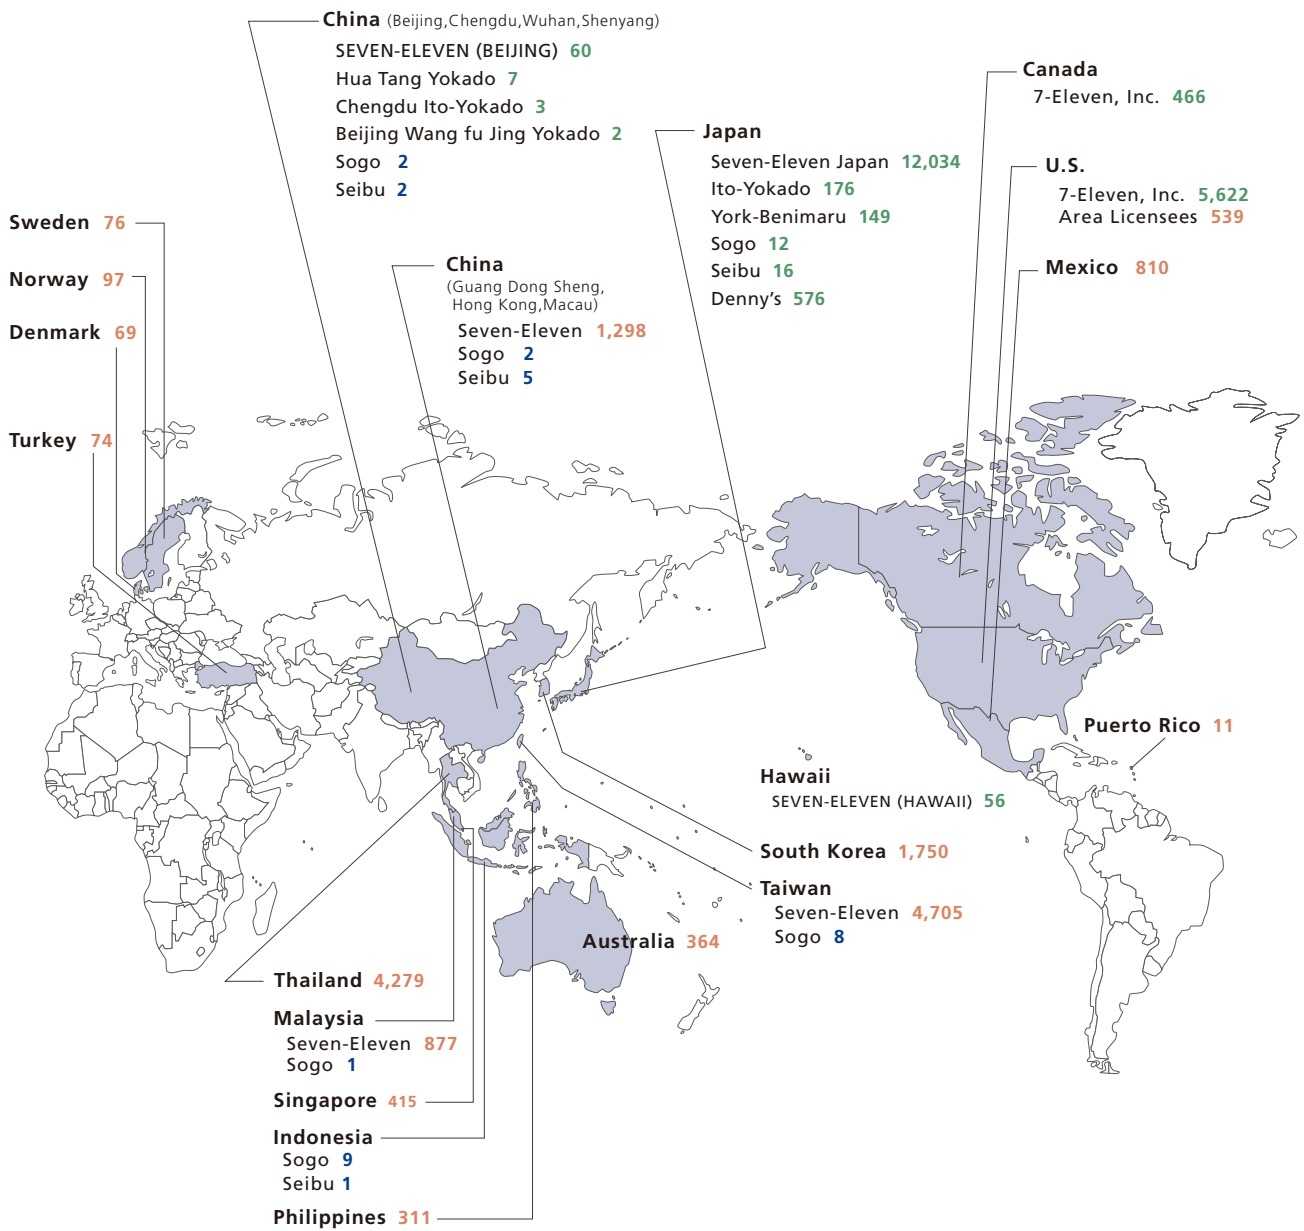 China (Beijing,Chengdu,Wuhan,Shenyang)
SEVEN-ELEVEN (BEIJING) 60
Hua Tang Yokado 7
Chengdu Ito-Yokado 3
Beijing Wang fu Jing Yokado 2
Sogo 2
Seibu 2
Canada
7-Eleven, Inc. 466
Japan
Seven-Eleven Japan 12,034
Ito-Yokado 176
York-Benimaru 149
Sogo 12
Seibu 16
Denny's 576
U.S.
7-Eleven, Inc. 5,622
Area Licensees 539
Mexico 810
Sweden 76
Norway 97
Denmark 69
Turkey 74
China
(Guang Dong Sheng,
Hong Kong,Macau)
Seven-Eleven 1,298
Sogo 2
Seibu 5
Puerto Rico 11
Hawaii
SEVEN-ELEVEN (HAWAII) 56
South Korea 1,750
Taiwan
Seven-Eleven 4,705
Sogo 8
Australia 364
Thailand 4,279
Malaysia
Seven-Eleven 877
Sogo 1
Singapore 415
Indonesia
Sogo 9
Seibu 1
Philippines 311